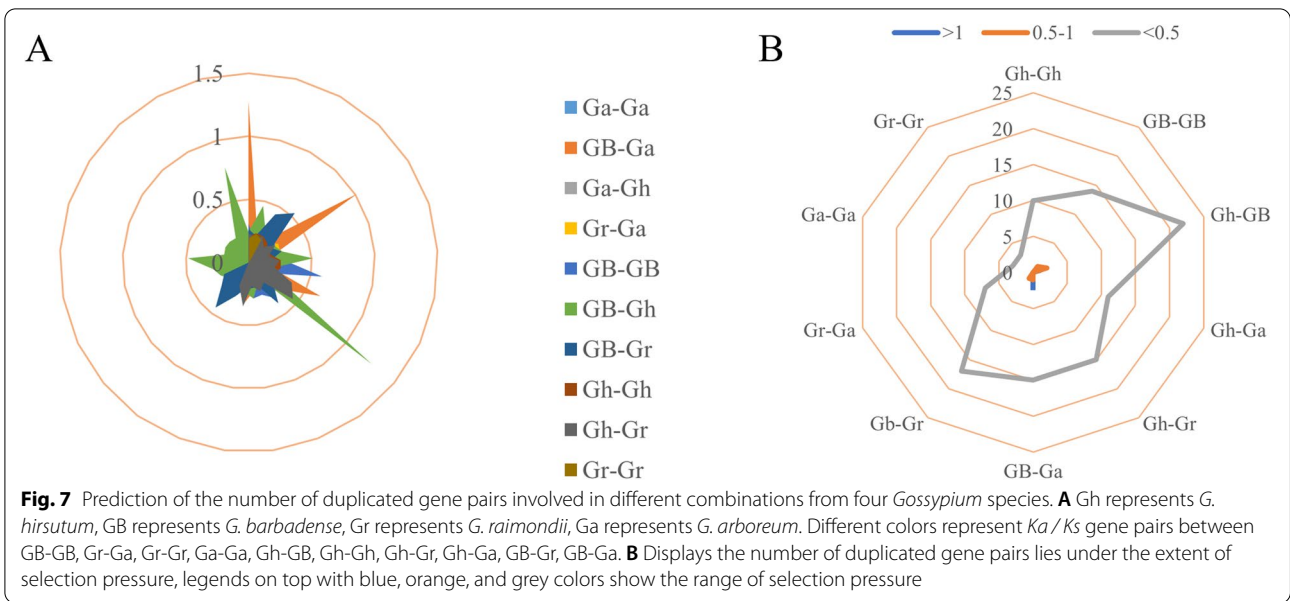 A
1.5
1
0.5
0
Ga-Ga
GB-Ga
Ga-Gh
Gr-Ga
GB-GB
GB-Gh
GB-Gr
Gh-Gh
Gh-Gr
Gr-Gr
B
>1 0.5-1 <0.5
Gh-Gh
GB-GB
Gh-GB
Gh-Ga
Gh-Gr
GB-Ga
Gb-Gr
Gr-Ga
Ga-Ga
Gr-Gr
25
20
15
10
5
0
Fig. 7 Prediction of the number of duplicated gene pairs involved in different combinations from four Gossypium species. A Gh represents G.
hirsutum, GB represents G. barbadense, Gr represents G. raimondii, Ga represents G. arboreum. Different colors represent Ka / Ks gene pairs between
GB-GB, Gr-Ga, Gr-Gr, Ga-Ga, Gh-GB, Gh-Gh, Gh-Gr, Gh-Ga, GB-Gr, GB-Ga. B Displays the number of duplicated gene pairs lies under the extent of
selection pressure, legends on top with blue, orange, and grey colors show the range of selection pressure